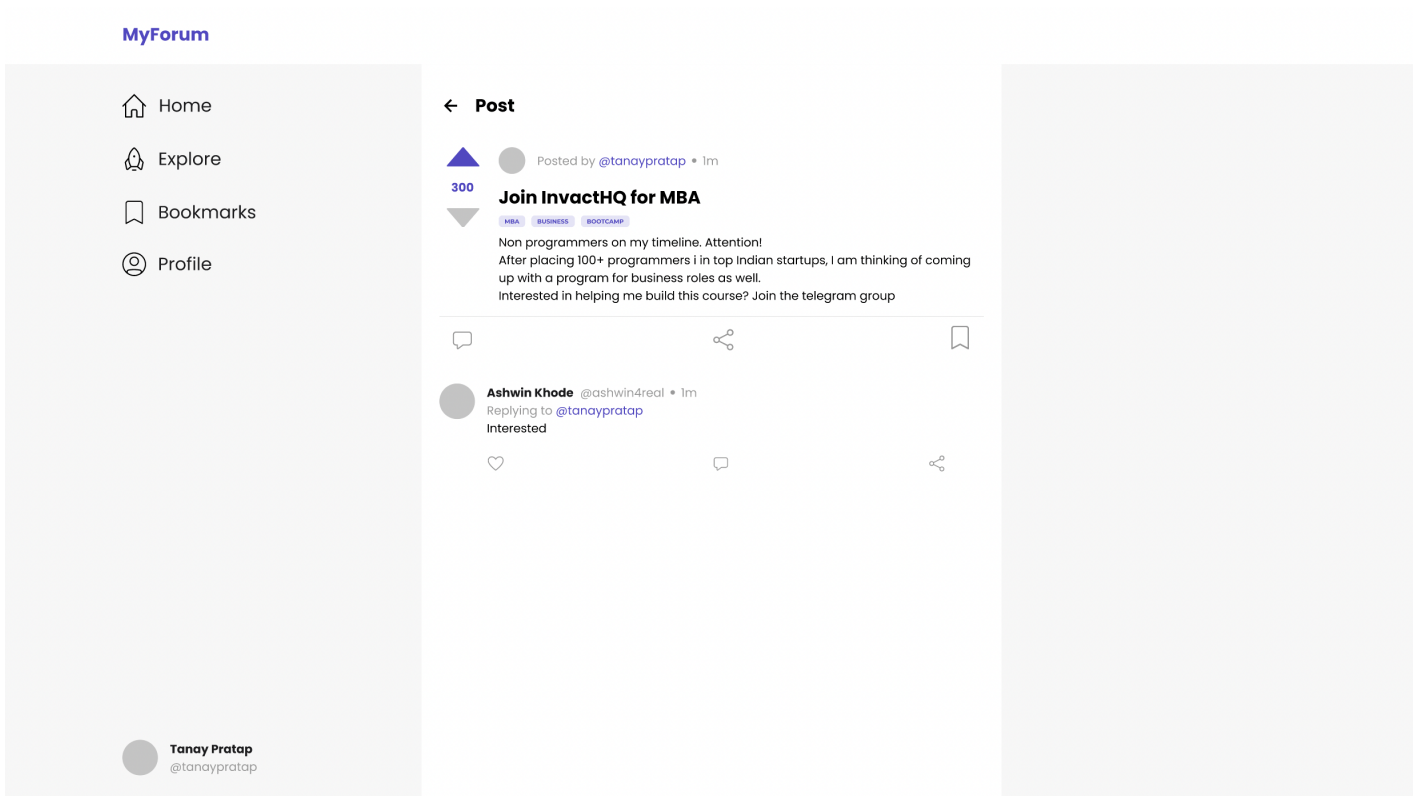 MyForum
Home
Explore
Bookmarks
Profile
Post
Posted by @tanaypratap • 1m
300
Join InvactHQ for MBA
MBA BUSINESS BOOTCAMP
Non programmers on my timeline. Attention!
After placing 100+ programmers i in top Indian startups, I am thinking of coming
up with a program for business roles as well.
Interested in helping me build this course? Join the telegram group
Ashwin Khode @ashwin4real • 1m
Replying to @tanaypratap
Interested
Tanay Pratap
@tanaypratap